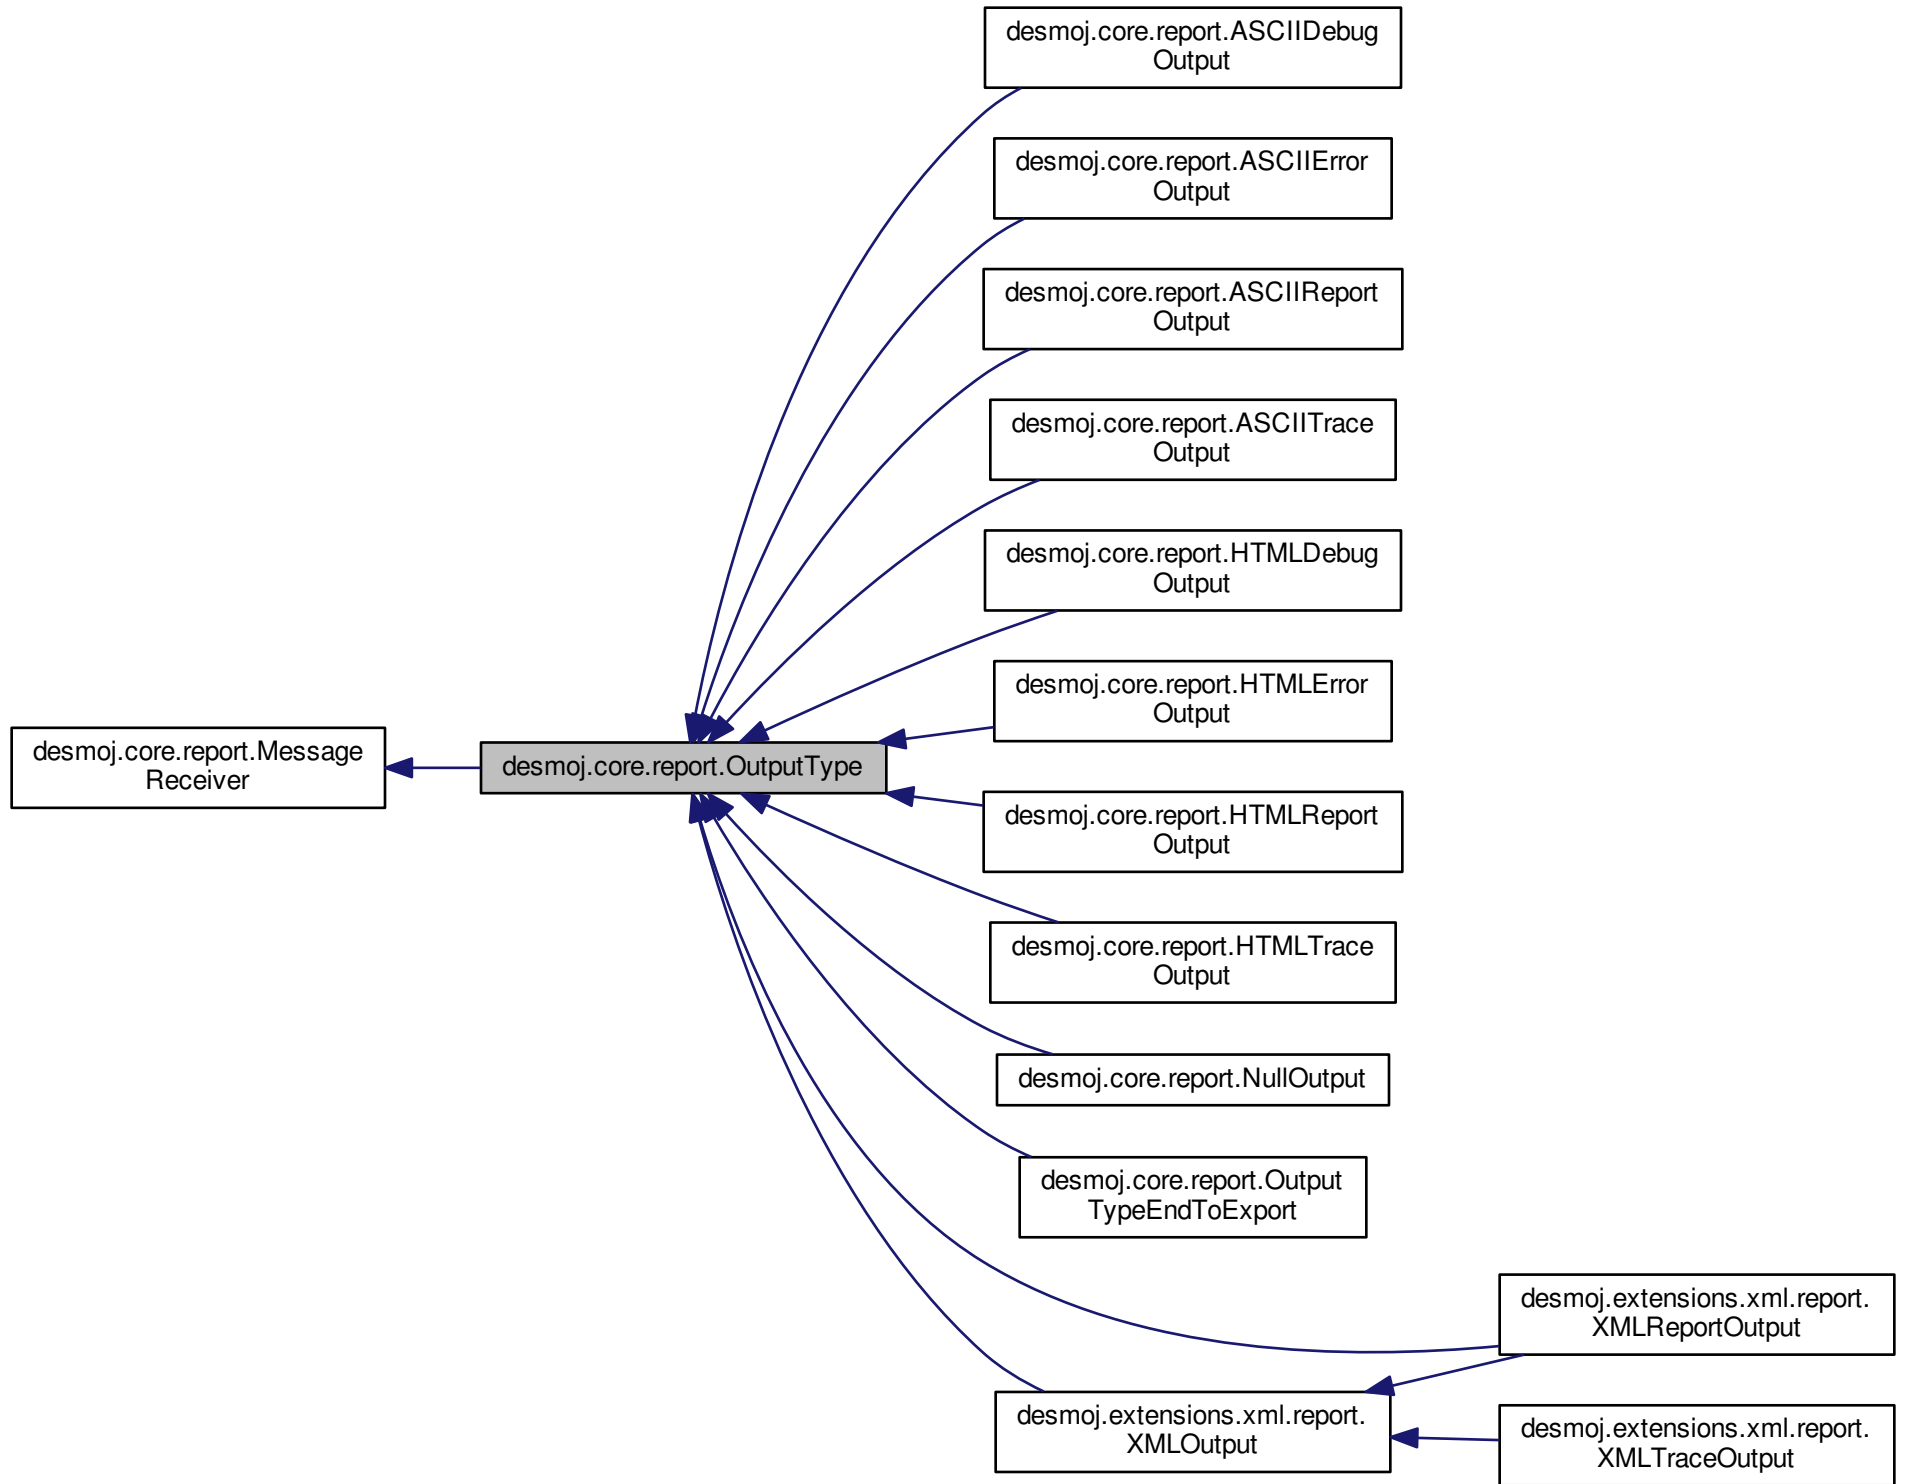 desmoj.core.report.ASCIIDebug
Output
desmoj.core.report.ASCIIError
Output
desmoj.core.report.ASCIIReport
Output
desmoj.core.report.ASCIITrace
Output
desmoj.core.report.HTMLDebug
Output
desmoj.core.report.HTMLError
Output
desmoj.core.report.Message
Receiver
desmoj.core.report.OutputType
desmoj.core.report.HTMLReport
Output
desmoj.core.report.HTMLTrace
Output
desmoj.core.report.NullOutput
desmoj.core.report.Output
TypeEndToExport
desmoj.extensions.xml.report.
XMLReportOutput
desmoj.extensions.xml.report.
XMLOutput
desmoj.extensions.xml.report.
XMLTraceOutput